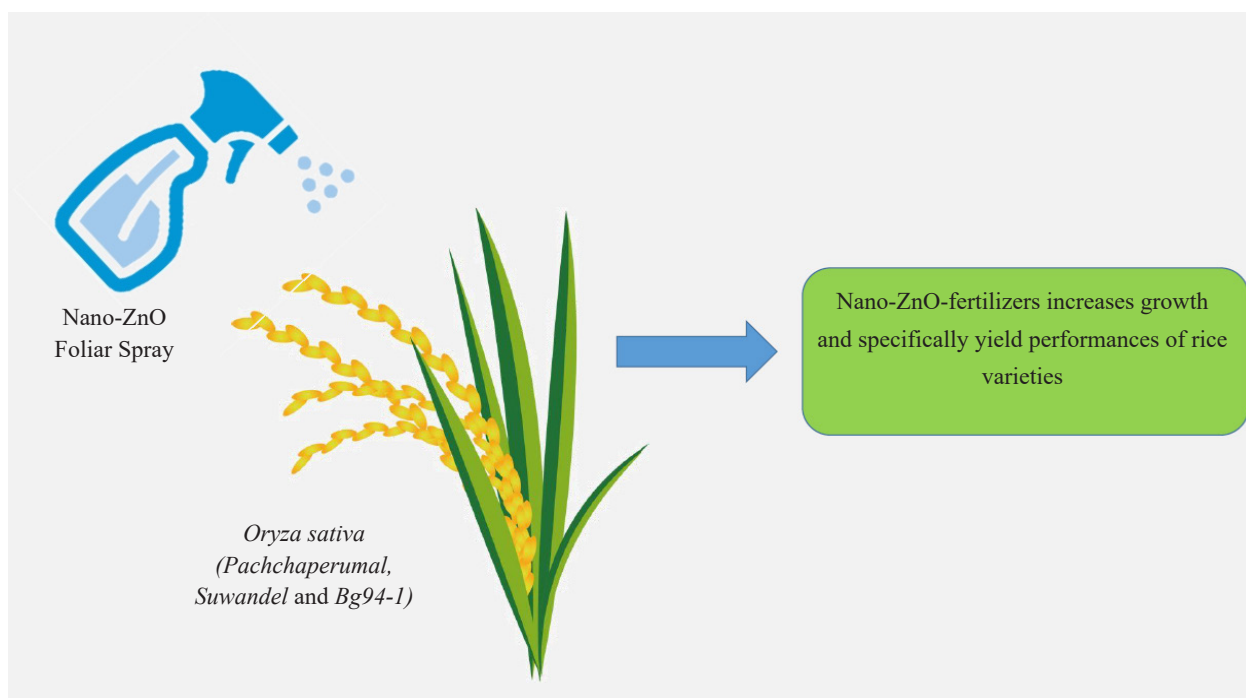 Nano-ZnO
Foliar Spray
Oryza sativa
(Pachchaperumal,
Suwandel and Bg94-1)
Nano-ZnO-fertilizers increases growth
and specifically yield performances of rice
varieties